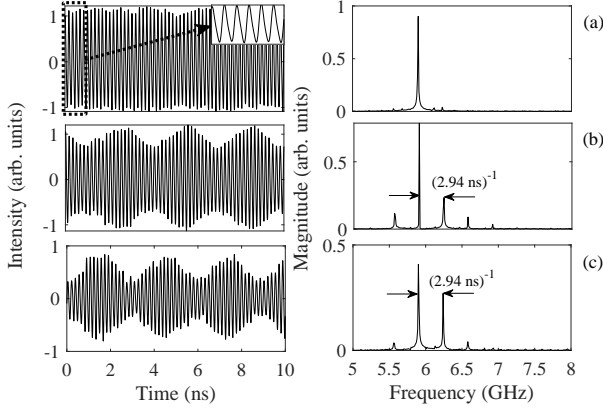 1
0
-1
1
0.5
0
(a)
Intensity (arb. units)
1
0
-1
Magnitude (arb. units)
0.5
0
(2.94 ns)-1
(b)
1
0
-1
0.5
0
(2.94 ns)-1
(c)
0 2 4 6 8 10
5 5.5 6 6.5 7 7.5 8
Time (ns)
Frequency (GHz)